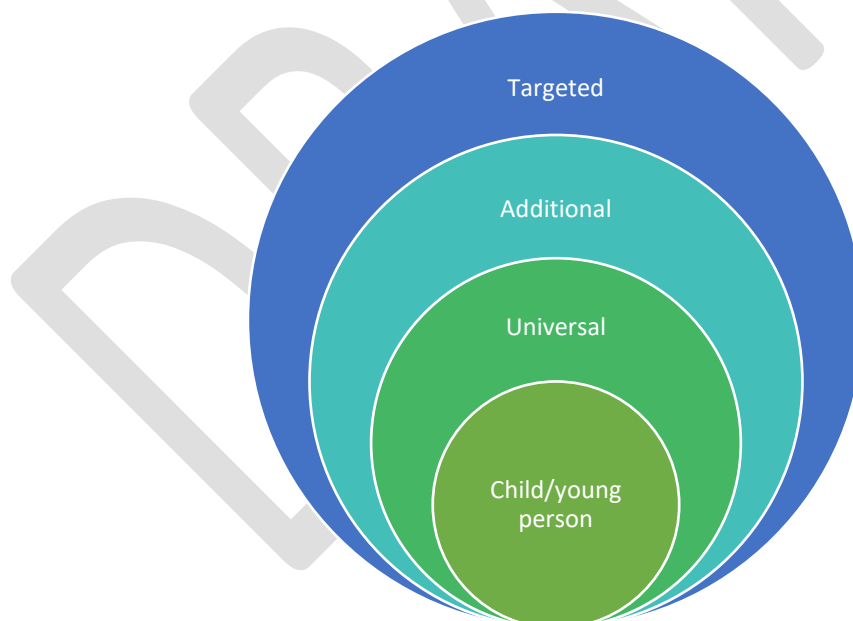 Targeted
Additional
Universal
Child/young
person